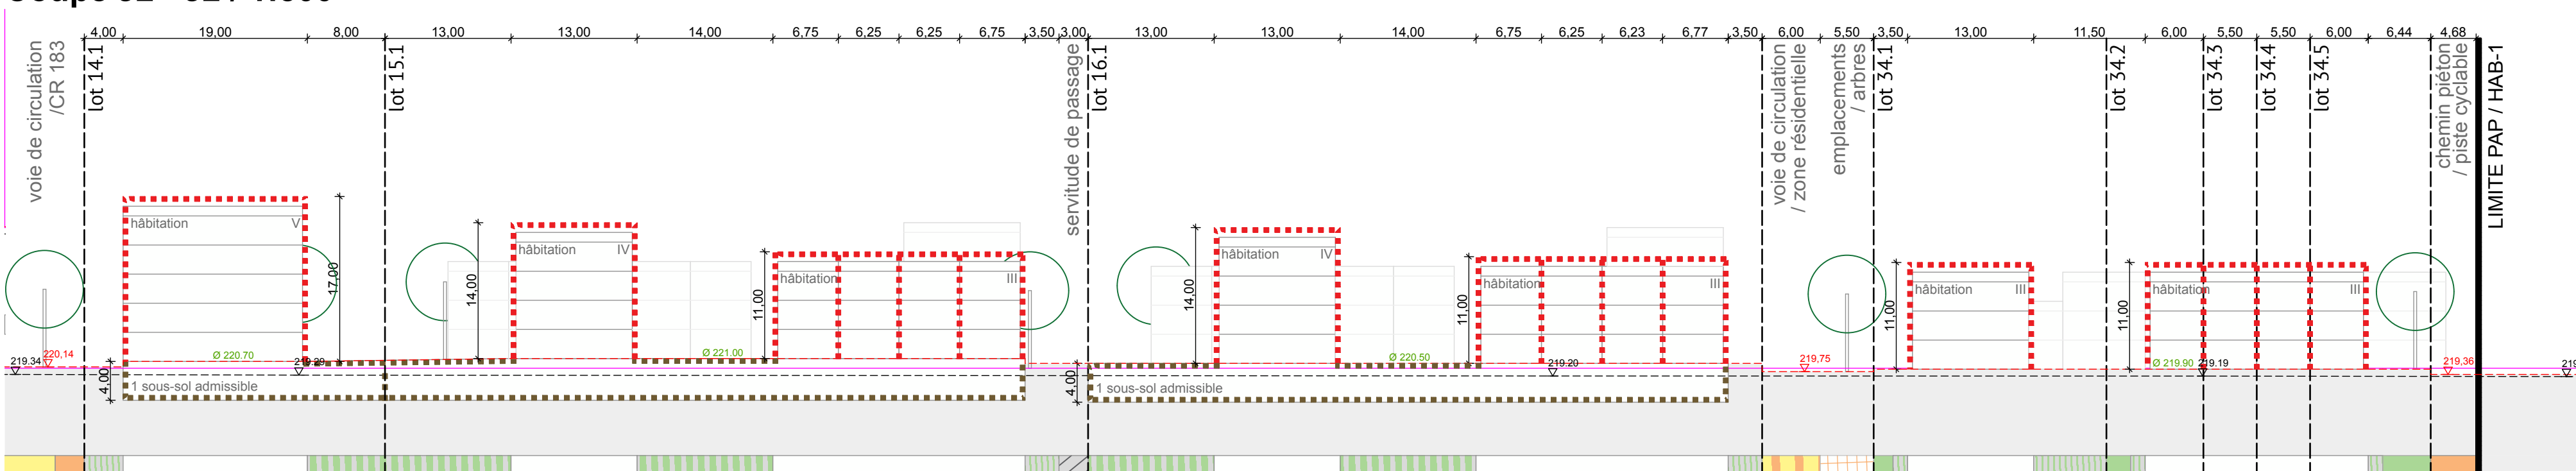 4,00 19,00 8,00 13,00 13,00 14,00 6,75 6,25 6,25 6,75 3,50 3,00 13,00 13,00 14,00 6,75 6,25 6,23 6,77 3,50 6,00 5,50 3,50 13,00 11,50 6,00 5,50 5,50 6,00 6,44 4,68
voie de circulation
/CR 183
lot 14.1
lot 15.1
servitude de passage
lot 16.1
voie de circulation
/ zone résidentielle
emplacements
/ arbres
lot 34.1
lot 34.2
lot 34.3
lot 34.4
lot 34.5
chemin piéton
/ piste cyclable
LIMITE PAP / HAB-1
hâbitation V
17,00
14,00
hâbitation IV
11,00
hâbitation III
14,00
hâbitation IV
11,00
hâbitation III
11,00
hâbitation III
11,00
hâbitation III
219.34
220,14
Ø 220.70
219.29
Ø 221.00
Ø 220.50
219.20
219,75
Ø 219.90
219.19
219,36
219
4.00
1 sous-sol admissible
4.00
1 sous-sol admissible